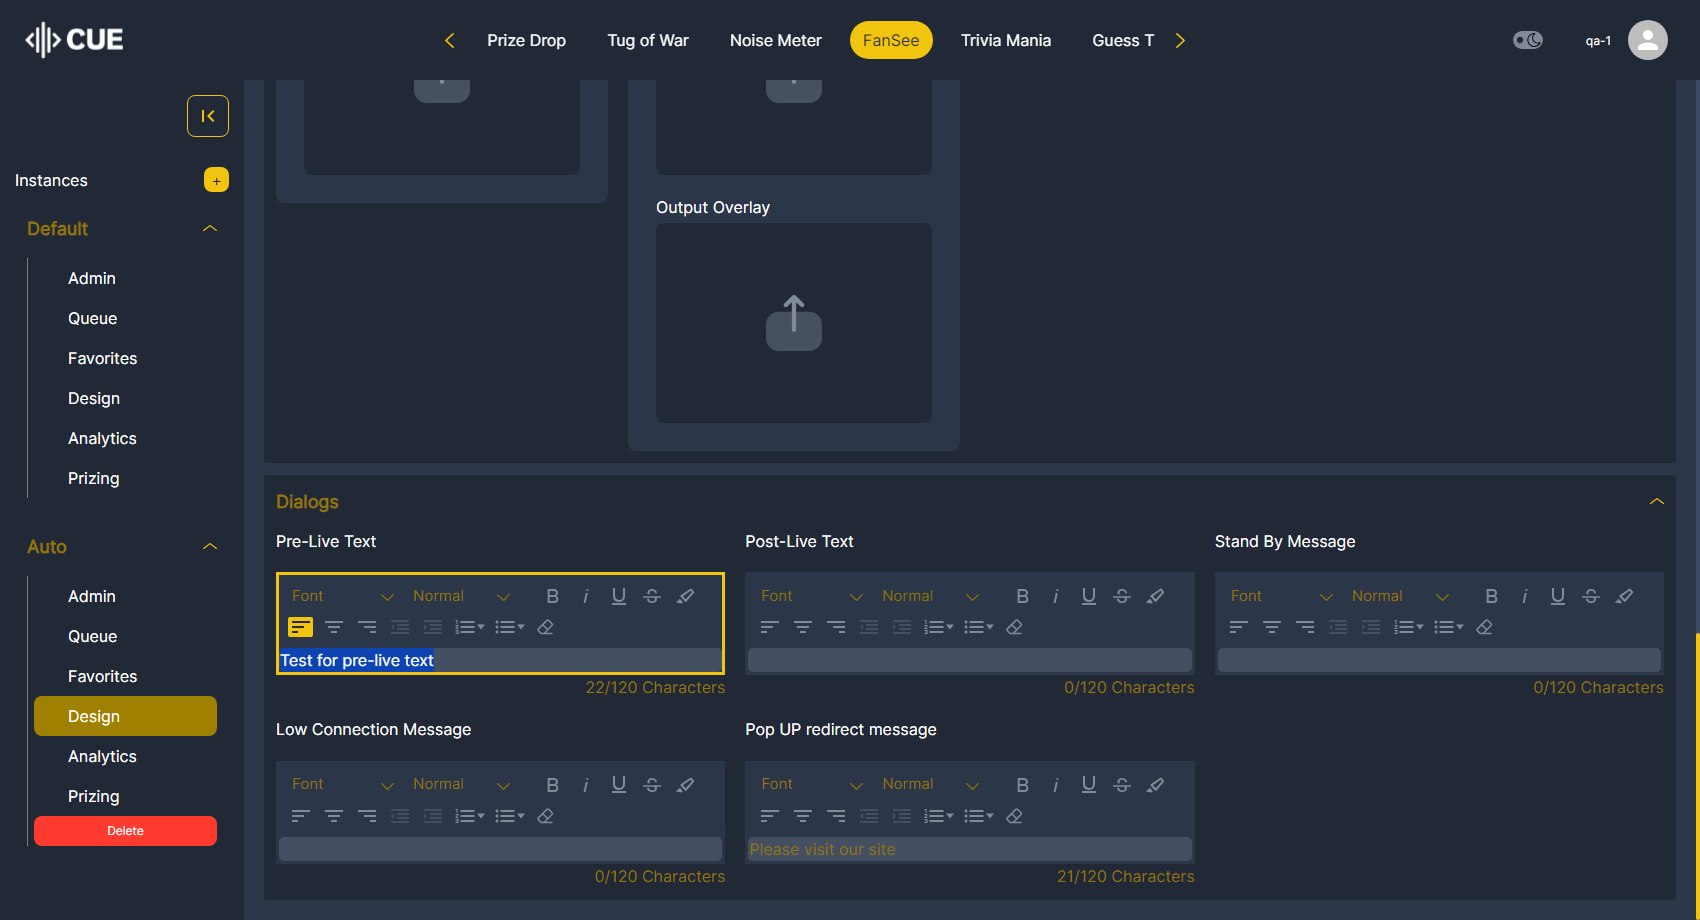 CUE
Prize Drop
Tug of War
Noise Meter
FanSee
Trivia Mania
Guess T
qa-1
Instances
+
Default
Admin
Queue
Favorites
Design
Analytics
Prizing
Auto
Admin
Queue
Favorites
Design
Analytics
Prizing
Delete
Output Overlay
Dialogs
Pre-Live Text
Font Normal B i U S
Test for pre-live text
22/120 Characters
Post-Live Text
Font Normal B i U S
0/120 Characters
Stand By Message
Font Normal B i U S
0/120 Characters
Low Connection Message
Font Normal B i U S
0/120 Characters
Pop UP redirect message
Font Normal B i U S
Please visit our site
21/120 Characters